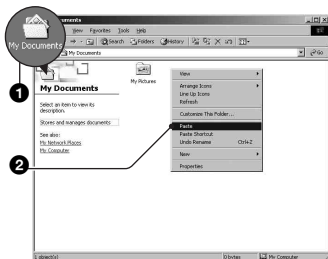 My Documents
File Edit View Favorites Tools Help
Search Folders History
My Documents
Go
1
My Documents
My Pictures
Select an item to view its
description.
Stores and manages documents
See also:
My Network Places
My Computer
View
Arrange Icons
Line Up Icons
Refresh
Customize This Folder...
Paste
Paste Shortcut
Undo Rename Ctrl+Z
New
Properties
2
1 object(s)
0 bytes
My Computer